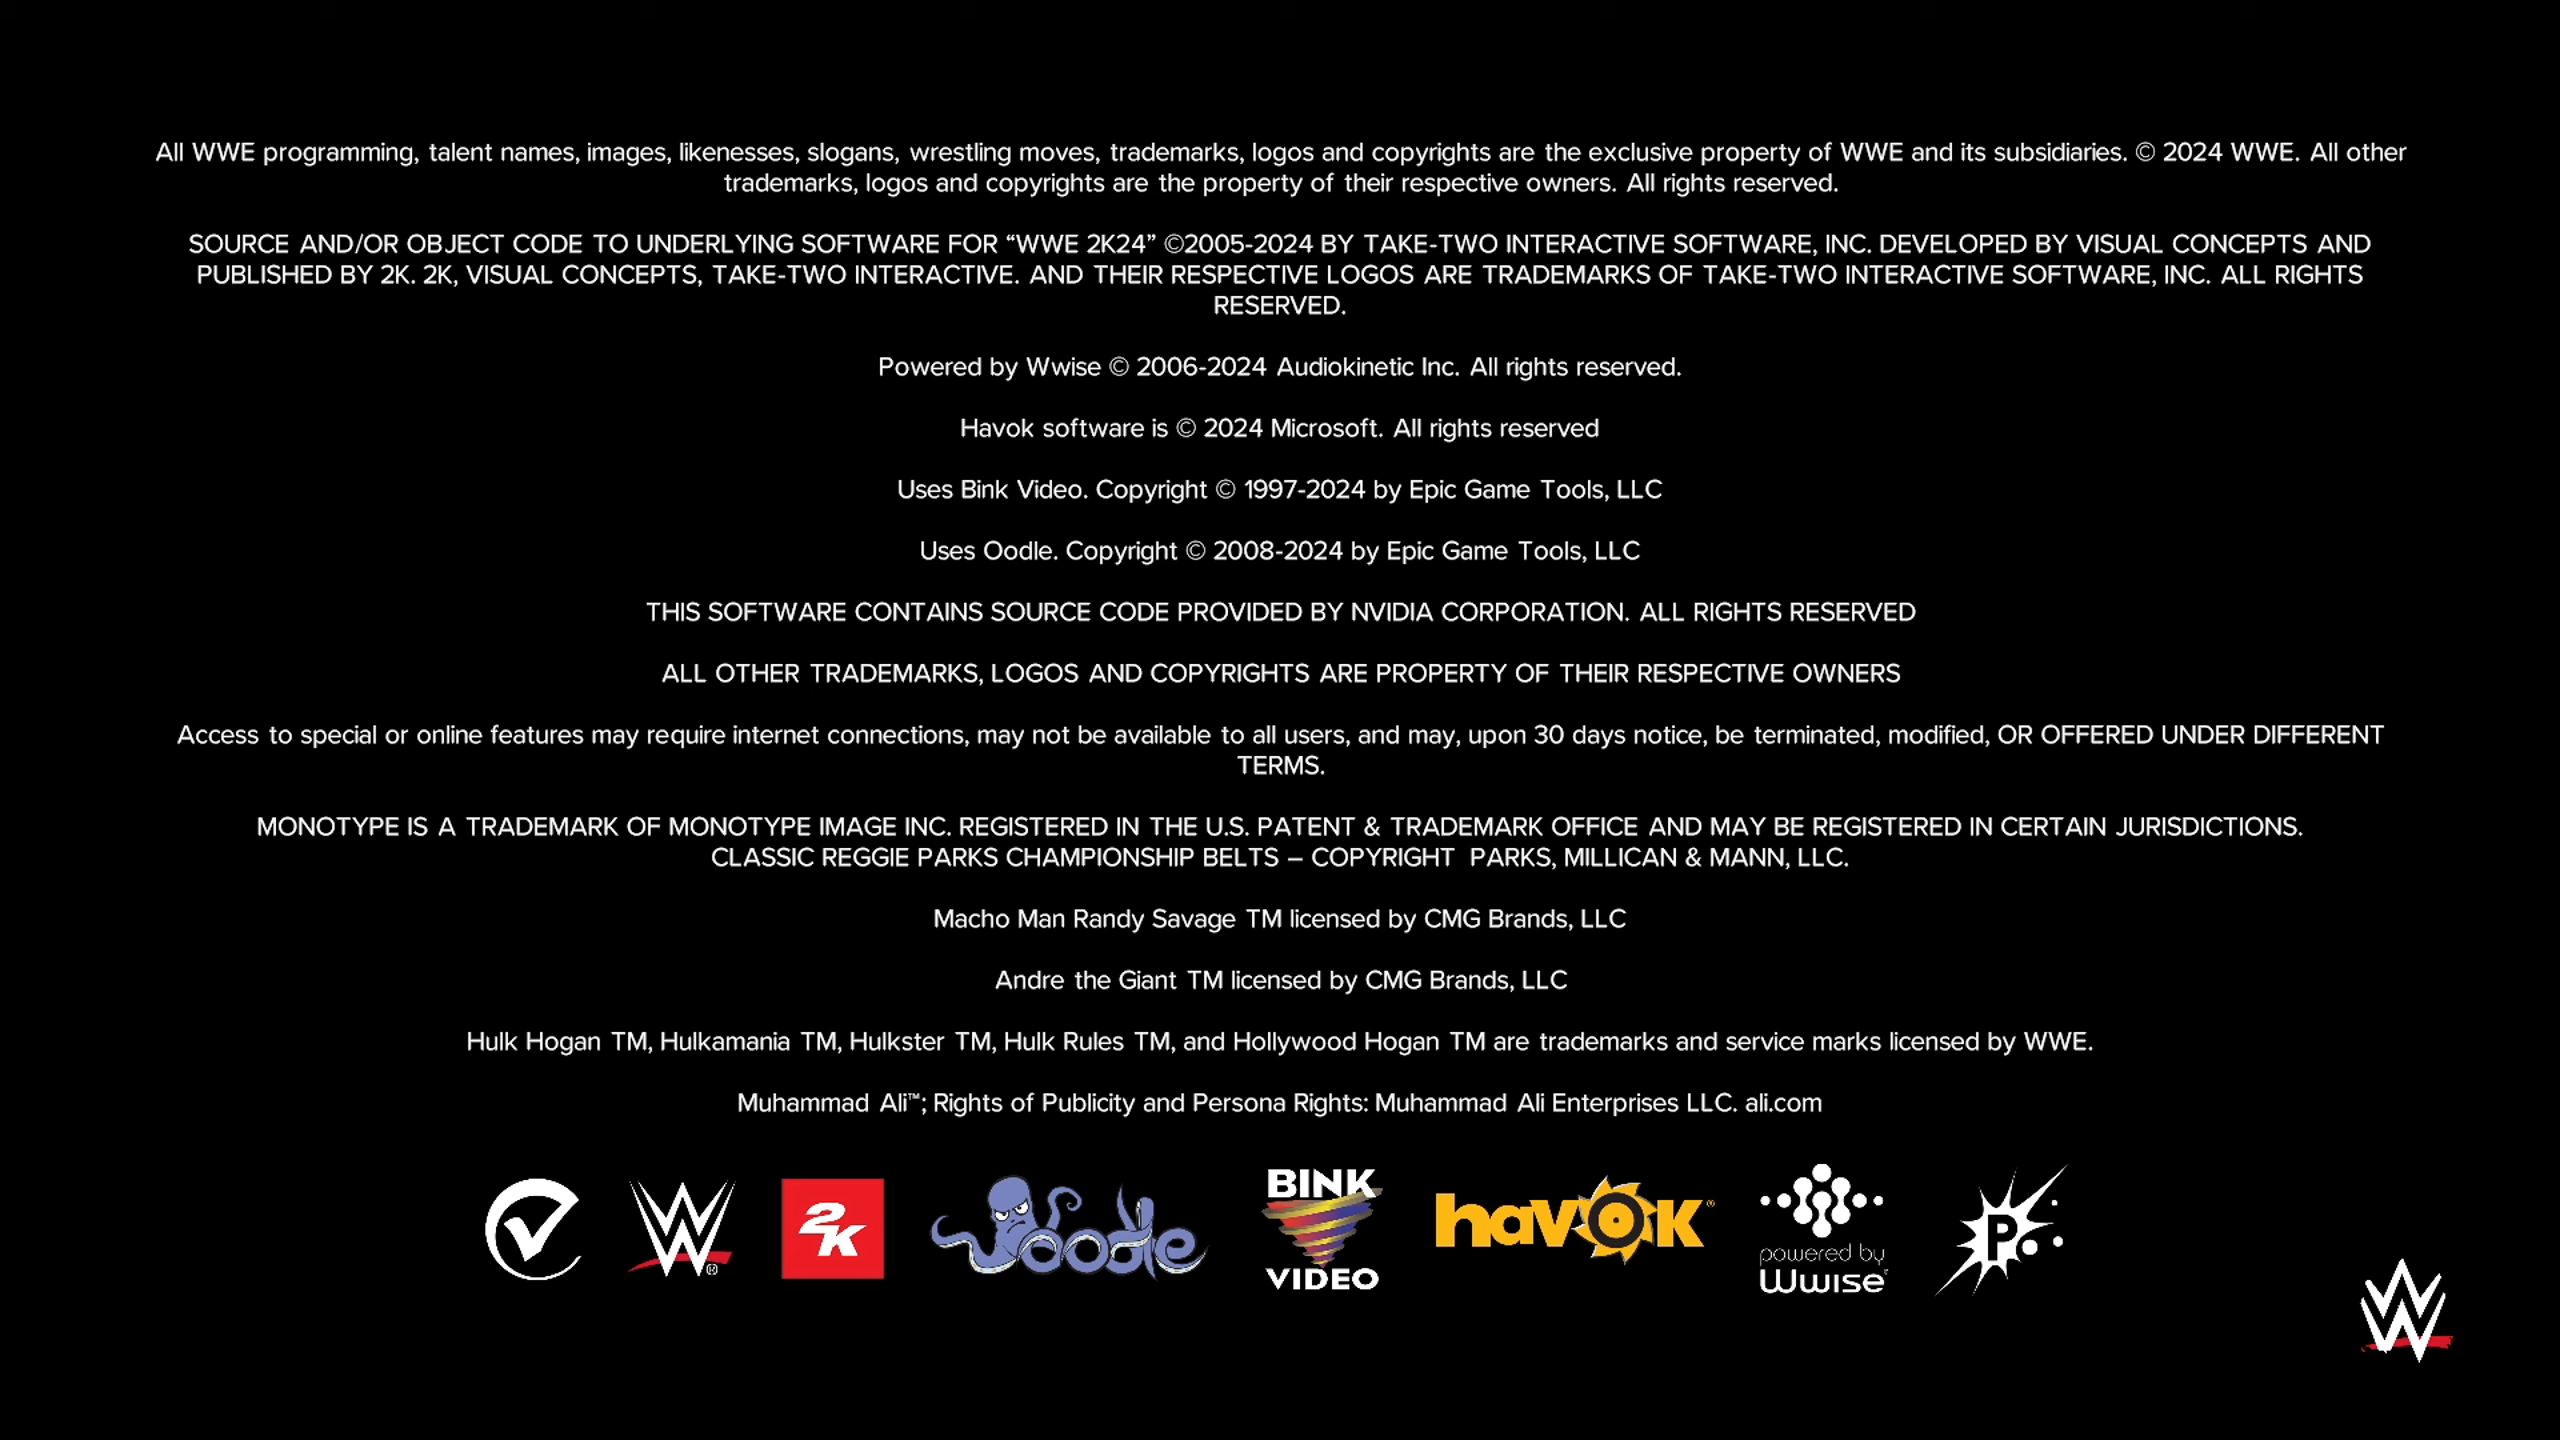 All WWE programming, talent names, images, likenesses, slogans, wrestling moves, trademarks, logos and copyrights are the exclusive property of WWE and its subsidiaries. © 2024 WWE. All other
trademarks, logos and copyrights are the property of their respective owners. All rights reserved.
SOURCE AND/OR OBJECT CODE TO UNDERLYING SOFTWARE FOR “WWE 2K24” ©2005-2024 BY TAKE-TWO INTERACTIVE SOFTWARE, INC. DEVELOPED BY VISUAL CONCEPTS AND
PUBLISHED BY 2K. 2K, VISUAL CONCEPTS, TAKE-TWO INTERACTIVE. AND THEIR RESPECTIVE LOGOS ARE TRADEMARKS OF TAKE-TWO INTERACTIVE SOFTWARE, INC. ALL RIGHTS
RESERVED.
Powered by Wwise © 2006-2024 Audiokinetic Inc. All rights reserved.
Havok software is © 2024 Microsoft. All rights reserved
Uses Bink Video. Copyright © 1997-2024 by Epic Game Tools, LLC
Uses Oodle. Copyright © 2008-2024 by Epic Game Tools, LLC
THIS SOFTWARE CONTAINS SOURCE CODE PROVIDED BY NVIDIA CORPORATION. ALL RIGHTS RESERVED
ALL OTHER TRADEMARKS, LOGOS AND COPYRIGHTS ARE PROPERTY OF THEIR RESPECTIVE OWNERS
Access to special or online features may require internet connections, may not be available to all users, and may, upon 30 days notice, be terminated, modified, OR OFFERED UNDER DIFFERENT
TERMS.
MONOTYPE IS A TRADEMARK OF MONOTYPE IMAGE INC. REGISTERED IN THE U.S. PATENT & TRADEMARK OFFICE AND MAY BE REGISTERED IN CERTAIN JURISDICTIONS.
CLASSIC REGGIE PARKS CHAMPIONSHIP BELTS – COPYRIGHT PARKS, MILLICAN & MANN, LLC.
Macho Man Randy Savage TM licensed by CMG Brands, LLC
Andre the Giant TM licensed by CMG Brands, LLC
Hulk Hogan TM, Hulkamania TM, Hulkster TM, Hulk Rules TM, and Hollywood Hogan TM are trademarks and service marks licensed by WWE.
Muhammad Ali™; Rights of Publicity and Persona Rights: Muhammad Ali Enterprises LLC. ali.com
W ®
2K
oodle
BINK
VIDEO
havok ®
powered by
Wwise
P
W